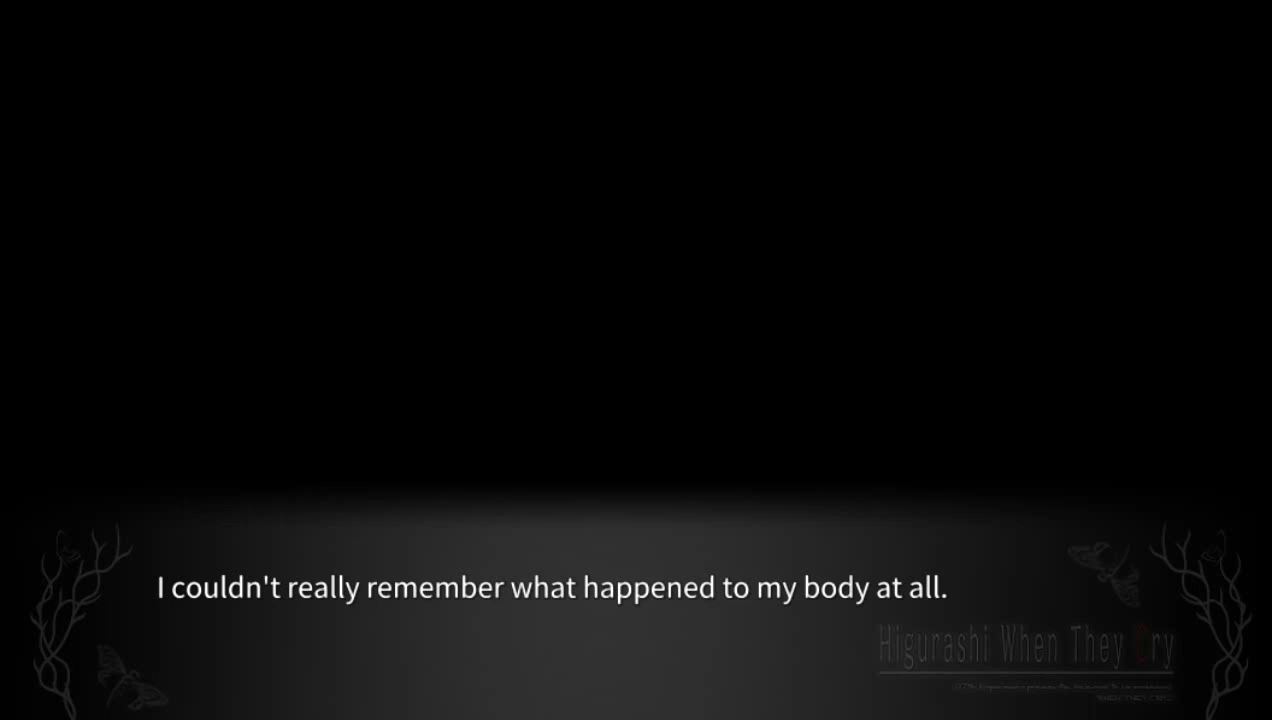 I couldn't really remember what happened to my body at all.
Higurashi When They Cry